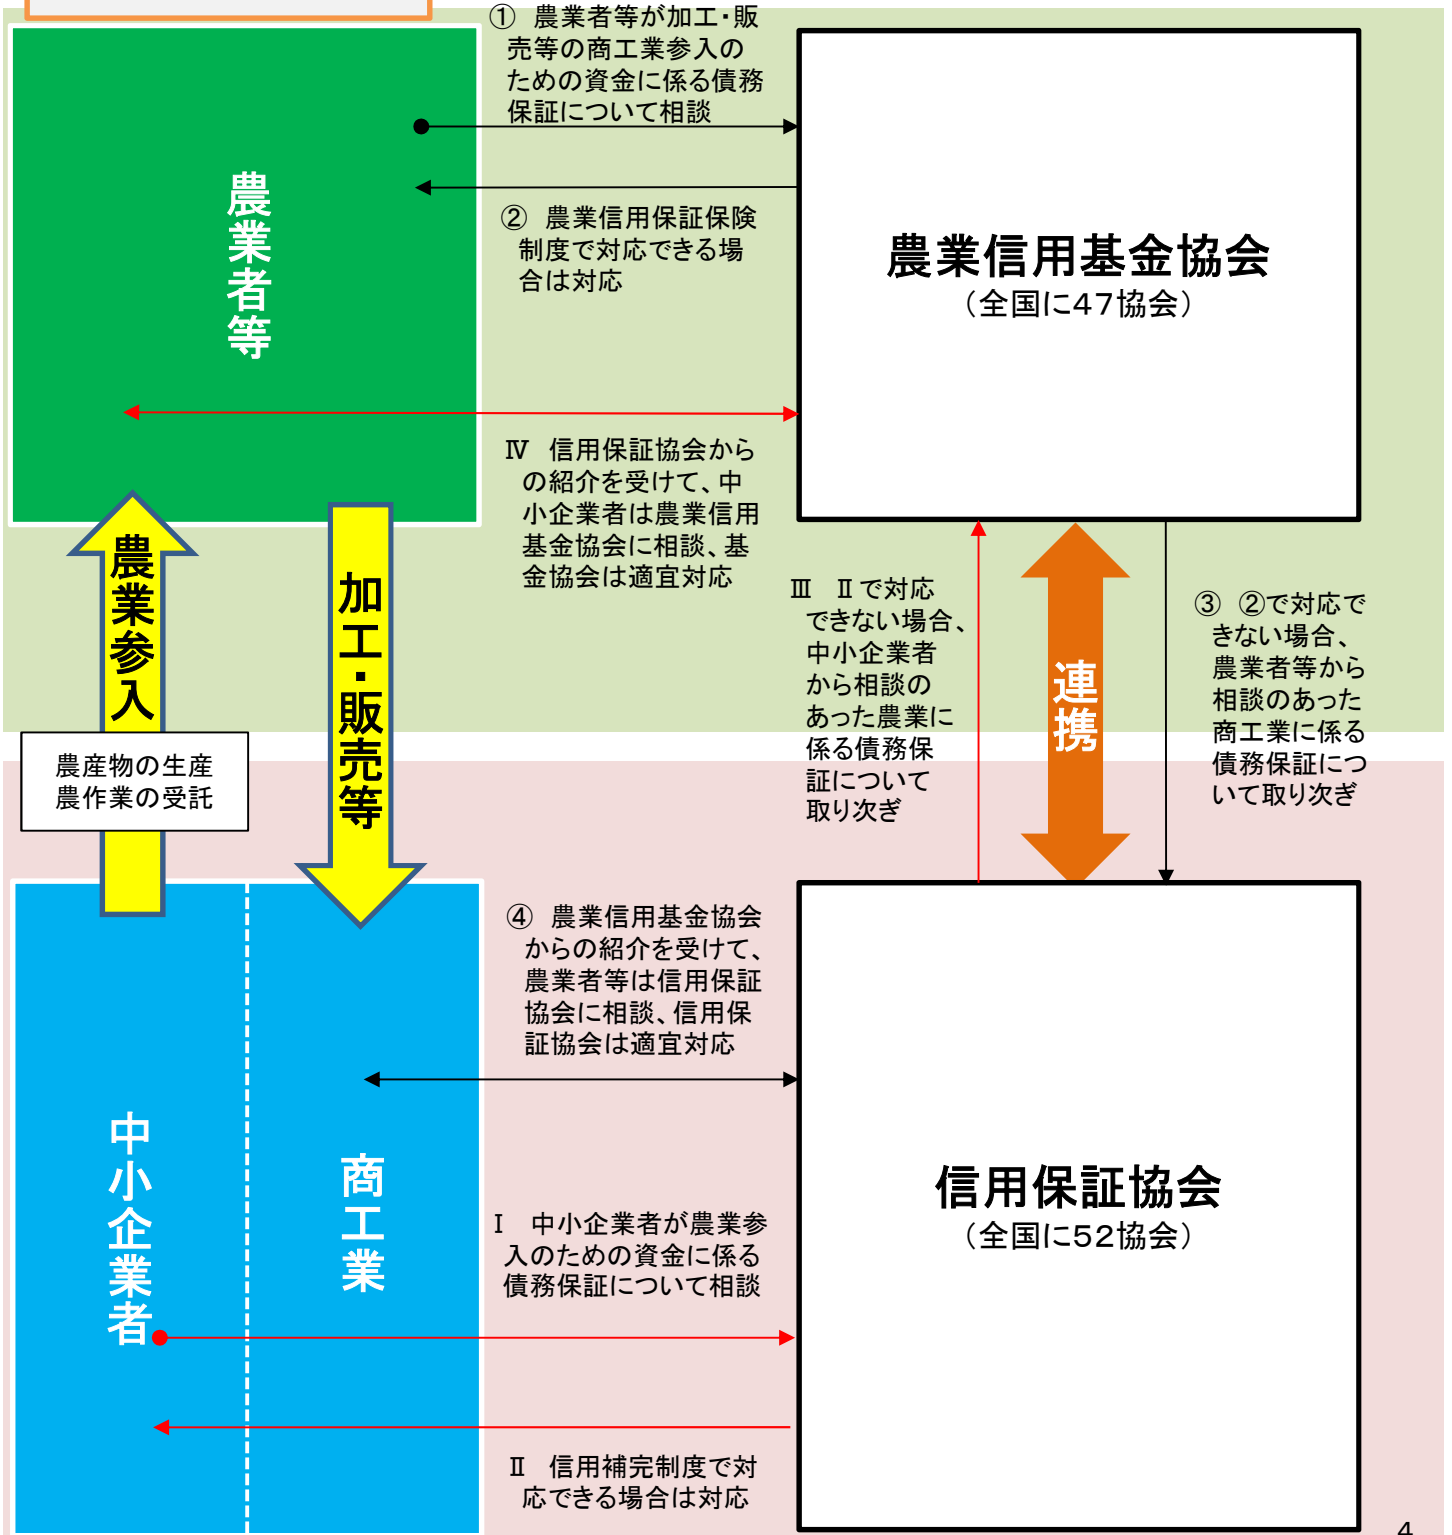 ① 農業者等が加工・販
売等の商工業参入の
ための資金に係る債務
保証について相談
農業者等
② 農業信用保証保険
制度で対応できる場
合は対応
農業信用基金協会
（全国に47協会）
Ⅳ 信用保証協会から
の紹介を受けて、中
小企業者は農業信用
基金協会に相談、基
金協会は適宜対応
農業参入
加工・販売等
農産物の生産
農作業の受託
Ⅲ Ⅱで対応
できない場合、
中小企業者
から相談の
あった農業に
係る債務保
証について
取り次ぎ
連携
③ ②で対応で
きない場合、
農業者等から
相談のあった
商工業に係る
債務保証につ
いて取り次ぎ
④ 農業信用基金協会
からの紹介を受けて、
農業者等は信用保証
協会に相談、信用保
証協会は適宜対応
中小企業者
商工業
信用保証協会
（全国に52協会）
Ⅰ 中小企業者が農業参
入のための資金に係る
債務保証について相談
Ⅱ 信用補完制度で対
応できる場合は対応
4